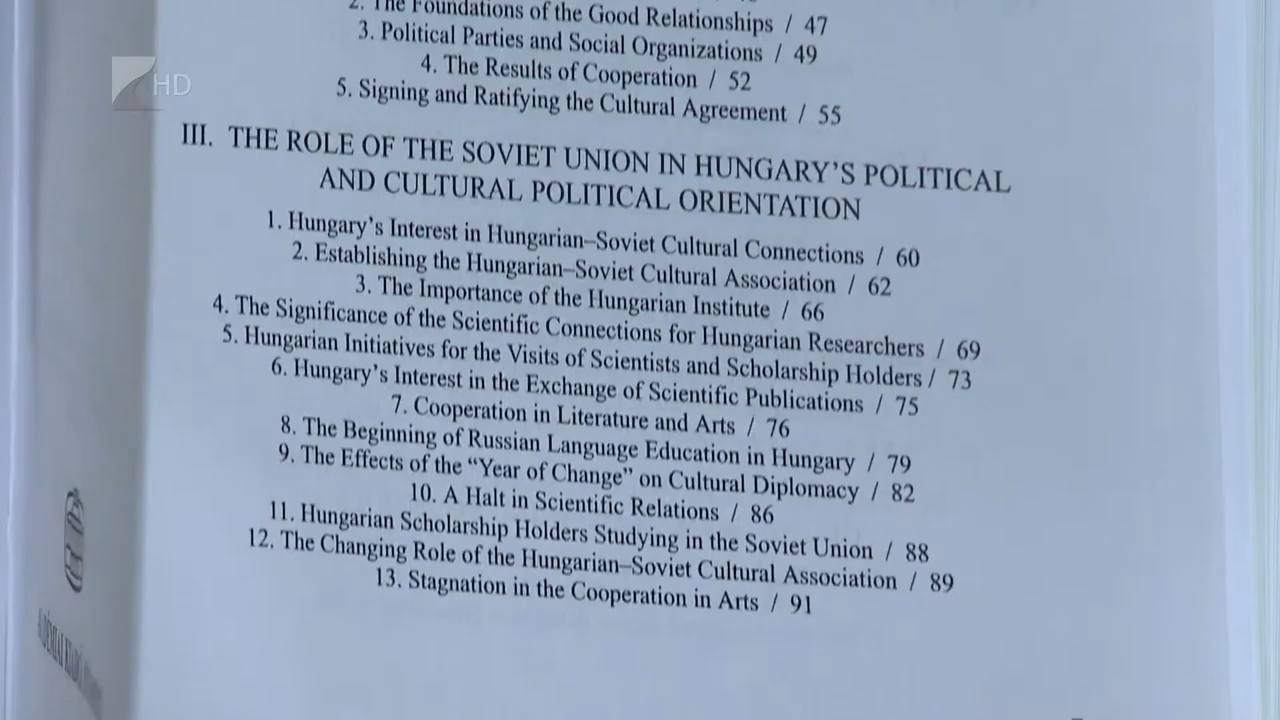 2. The Foundations of the Good Relationships / 47
3. Political Parties and Social Organizations / 49
4. The Results of Cooperation / 52
5. Signing and Ratifying the Cultural Agreement / 55
HD
III. THE ROLE OF THE SOVIET UNION IN HUNGARY’S POLITICAL
AND CULTURAL POLITICAL ORIENTATION
1. Hungary’s Interest in Hungarian–Soviet Cultural Connections / 60
2. Establishing the Hungarian–Soviet Cultural Association / 62
3. The Importance of the Hungarian Institute / 66
4. The Significance of the Scientific Connections for Hungarian Researchers / 69
5. Hungarian Initiatives for the Visits of Scientists and Scholarship Holders / 73
6. Hungary’s Interest in the Exchange of Scientific Publications / 75
7. Cooperation in Literature and Arts / 76
8. The Beginning of Russian Language Education in Hungary / 79
9. The Effects of the “Year of Change” on Cultural Diplomacy / 82
10. A Halt in Scientific Relations / 86
11. Hungarian Scholarship Holders Studying in the Soviet Union / 88
12. The Changing Role of the Hungarian–Soviet Cultural Association / 89
13. Stagnation in the Cooperation in Arts / 91